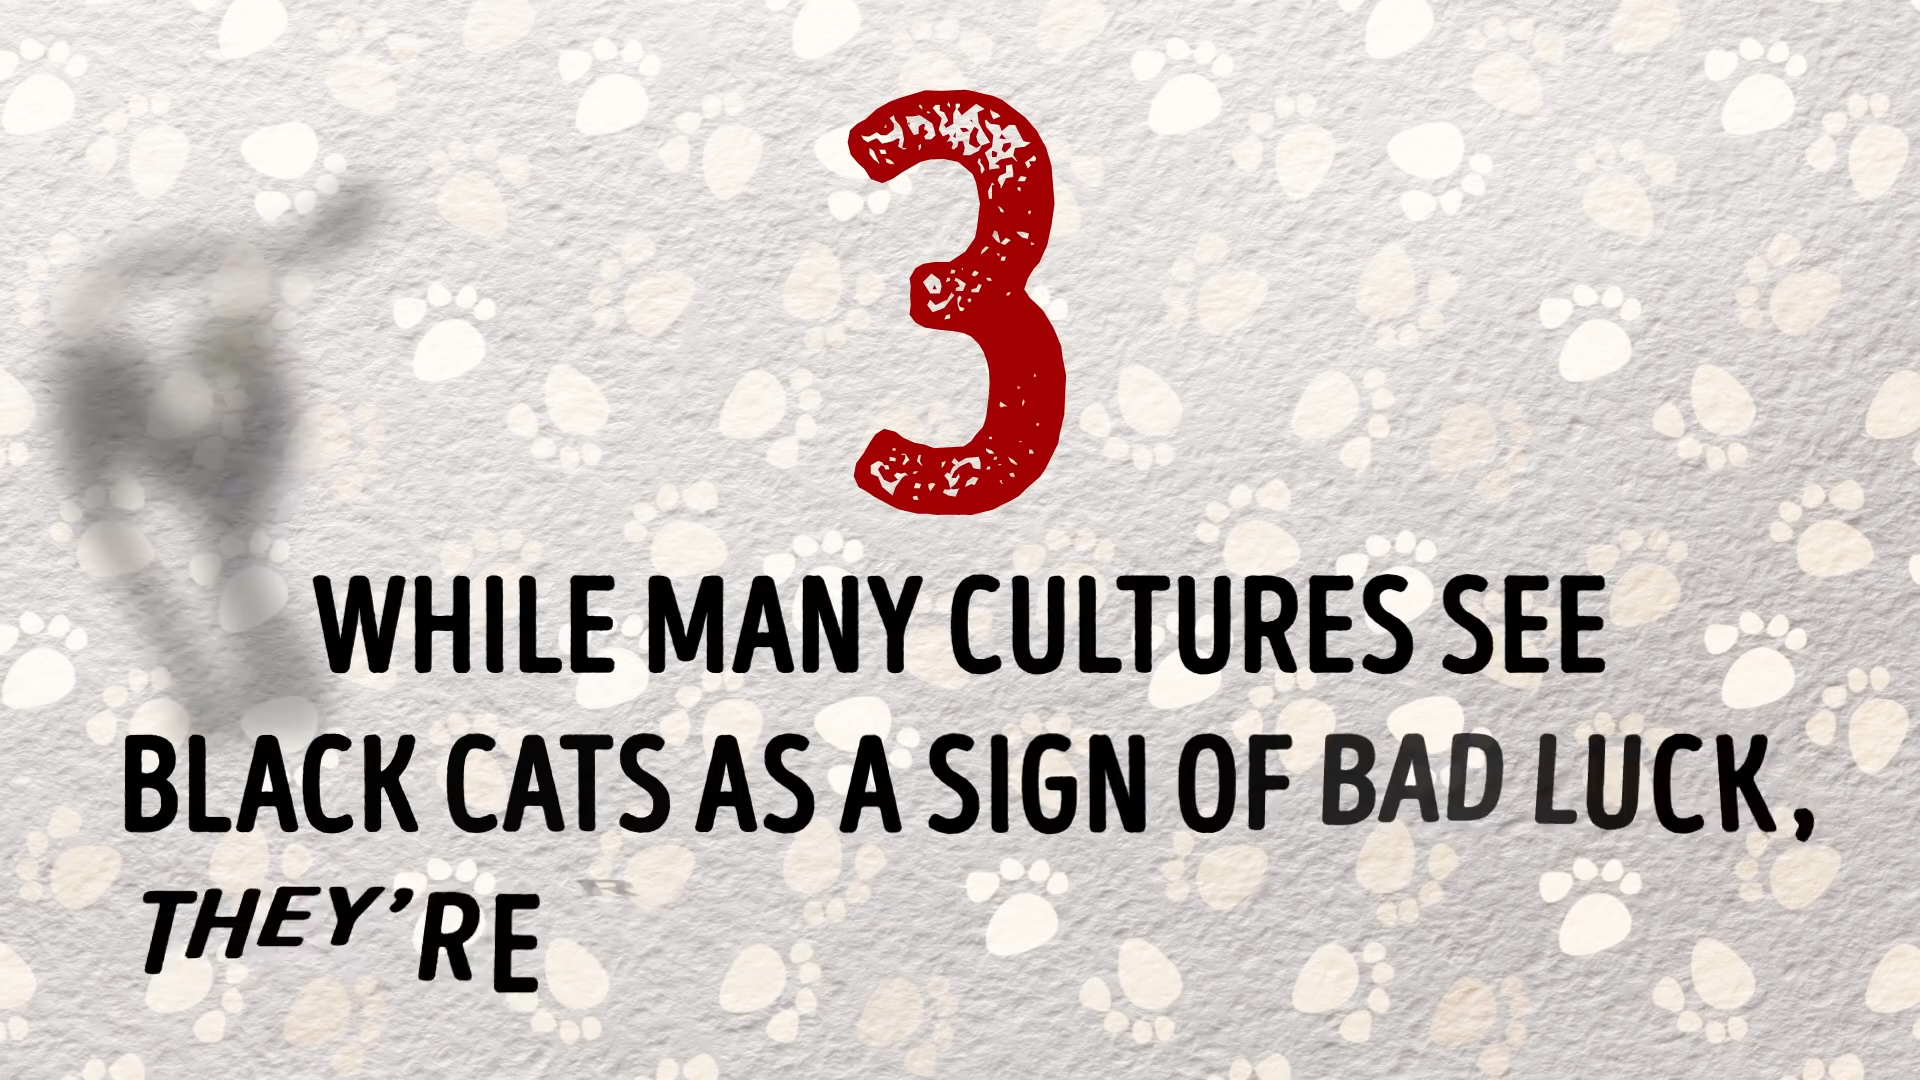 3
WHILE MANY CULTURES SEE
BLACK CATS AS A SIGN OF BAD LUCK,
THEY'RE